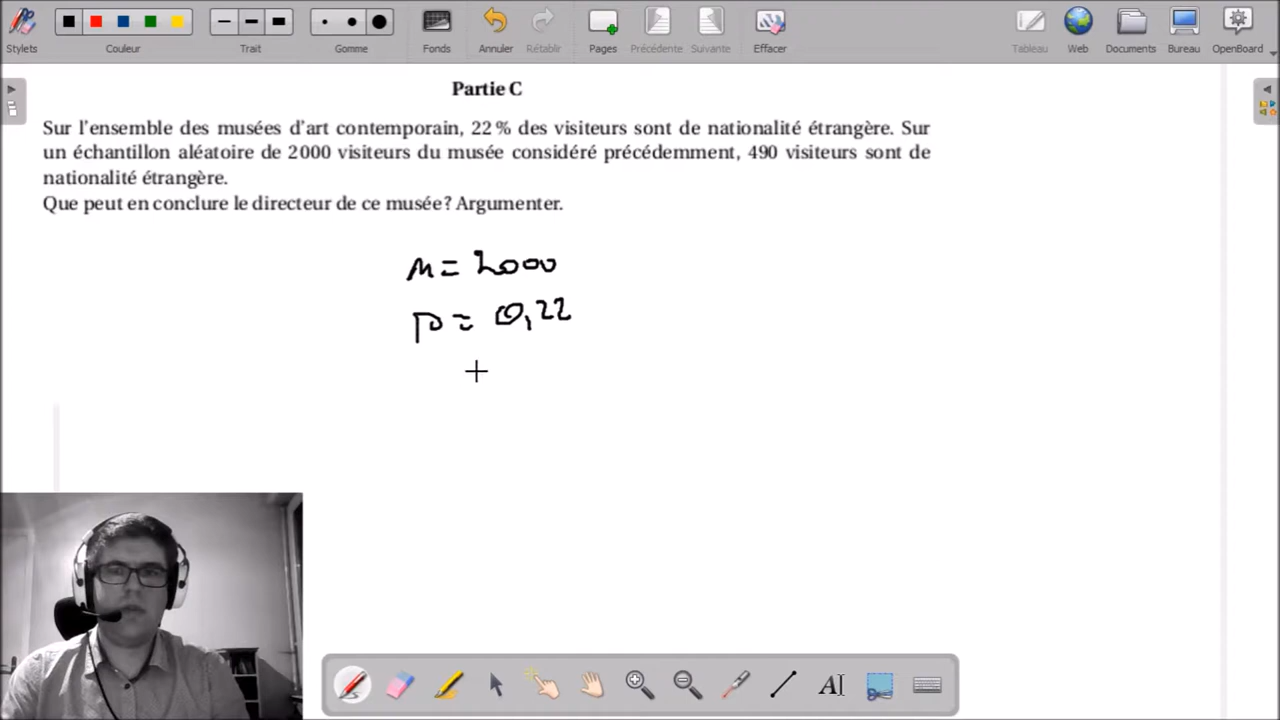 Stylets Couleur Trait Gomme Fonds Annuler Rétablir Pages Précédente Suivante Effacer Tableau Web Documents Bureau OpenBoard
Partie C
Sur l'ensemble des musées d'art contemporain, 22 % des visiteurs sont de nationalité étrangère. Sur
un échantillon aléatoire de 2000 visiteurs du musée considéré précédemment, 490 visiteurs sont de
nationalité étrangère.
Que peut en conclure le directeur de ce musée? Argumenter.
n = 2000
p = 0,22
AI